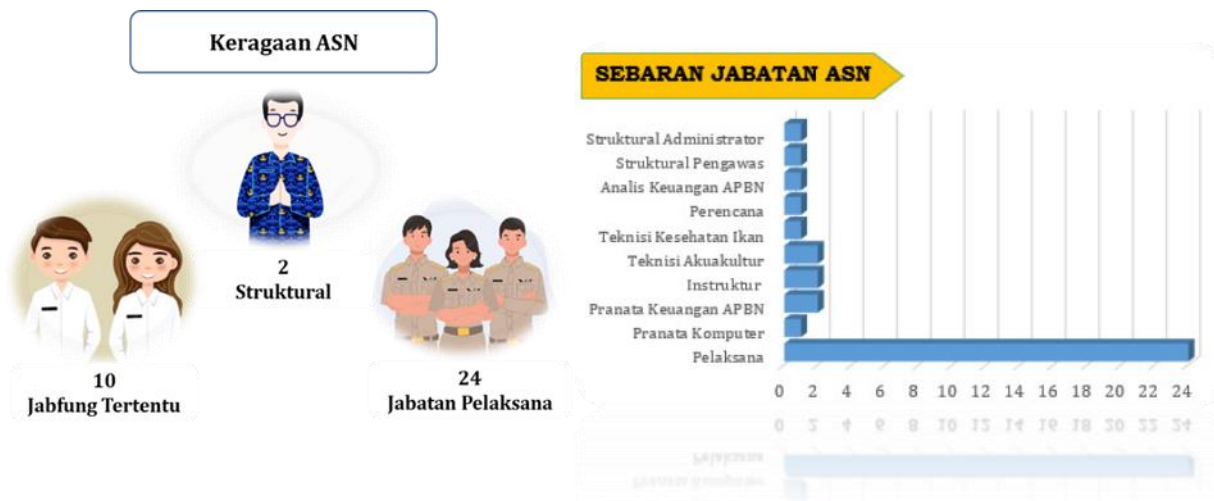 Keragaan ASN
2
Struktural
10
Jabfung Tertentu
24
Jabatan Pelaksana
SEBARAN JABATAN ASN
Struktural Administrator
Struktural Pengawas
Analis Keuangan APBN
Perencana
Teknisi Kesehatan Ikan
Teknisi Akuakultur
Instruktur
Pranata Keuangan APBN
Pranata Komputer
Pelaksana
0 2 4 6 8 10 12 14 16 18 20 22 24